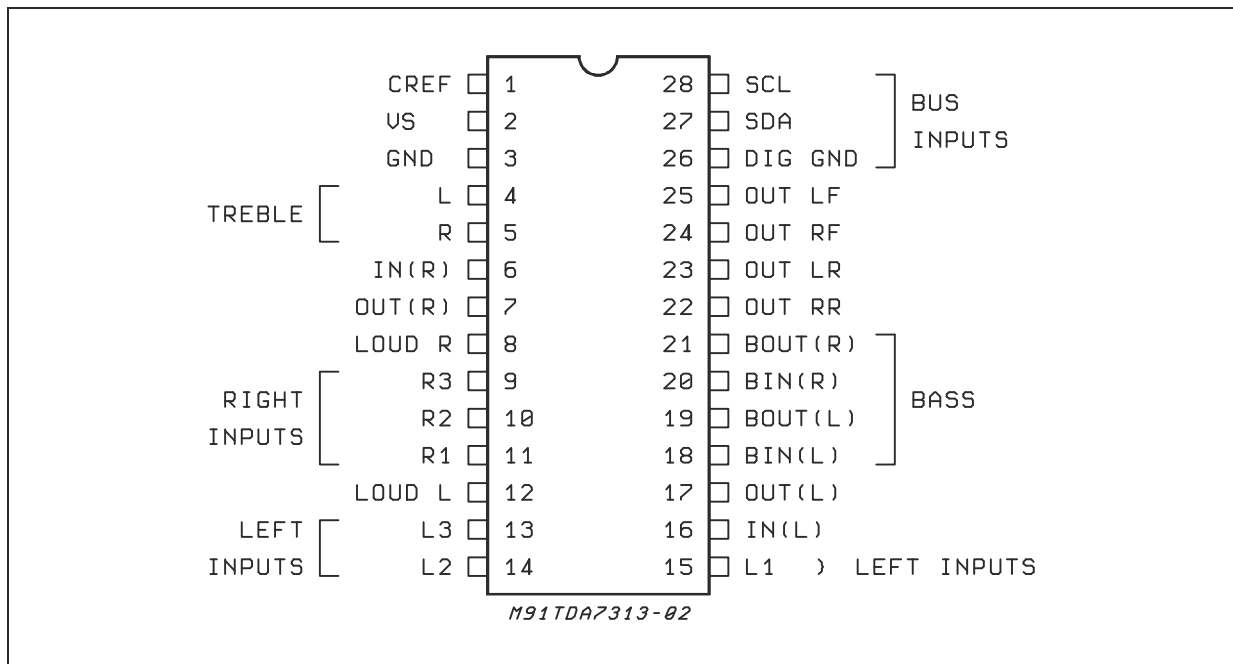 CREF 1 28 SCL
VS 2 27 SDA
BUS INPUTS
GND 3 26 DIG GND
TREBLE
L 4 25 OUT LF
R 5 24 OUT RF
IN(R) 6 23 OUT LR
OUT(R) 7 22 OUT RR
LOUD R 8 21 BOUT(R)
RIGHT INPUTS
R3 9 20 BIN(R)
BASS
R2 10 19 BOUT(L)
R1 11 18 BIN(L)
LOUD L 12 17 OUT(L)
LEFT INPUTS
L3 13 16 IN(L)
L2 14 15 L1 } LEFT INPUTS
M91TDA7313-02